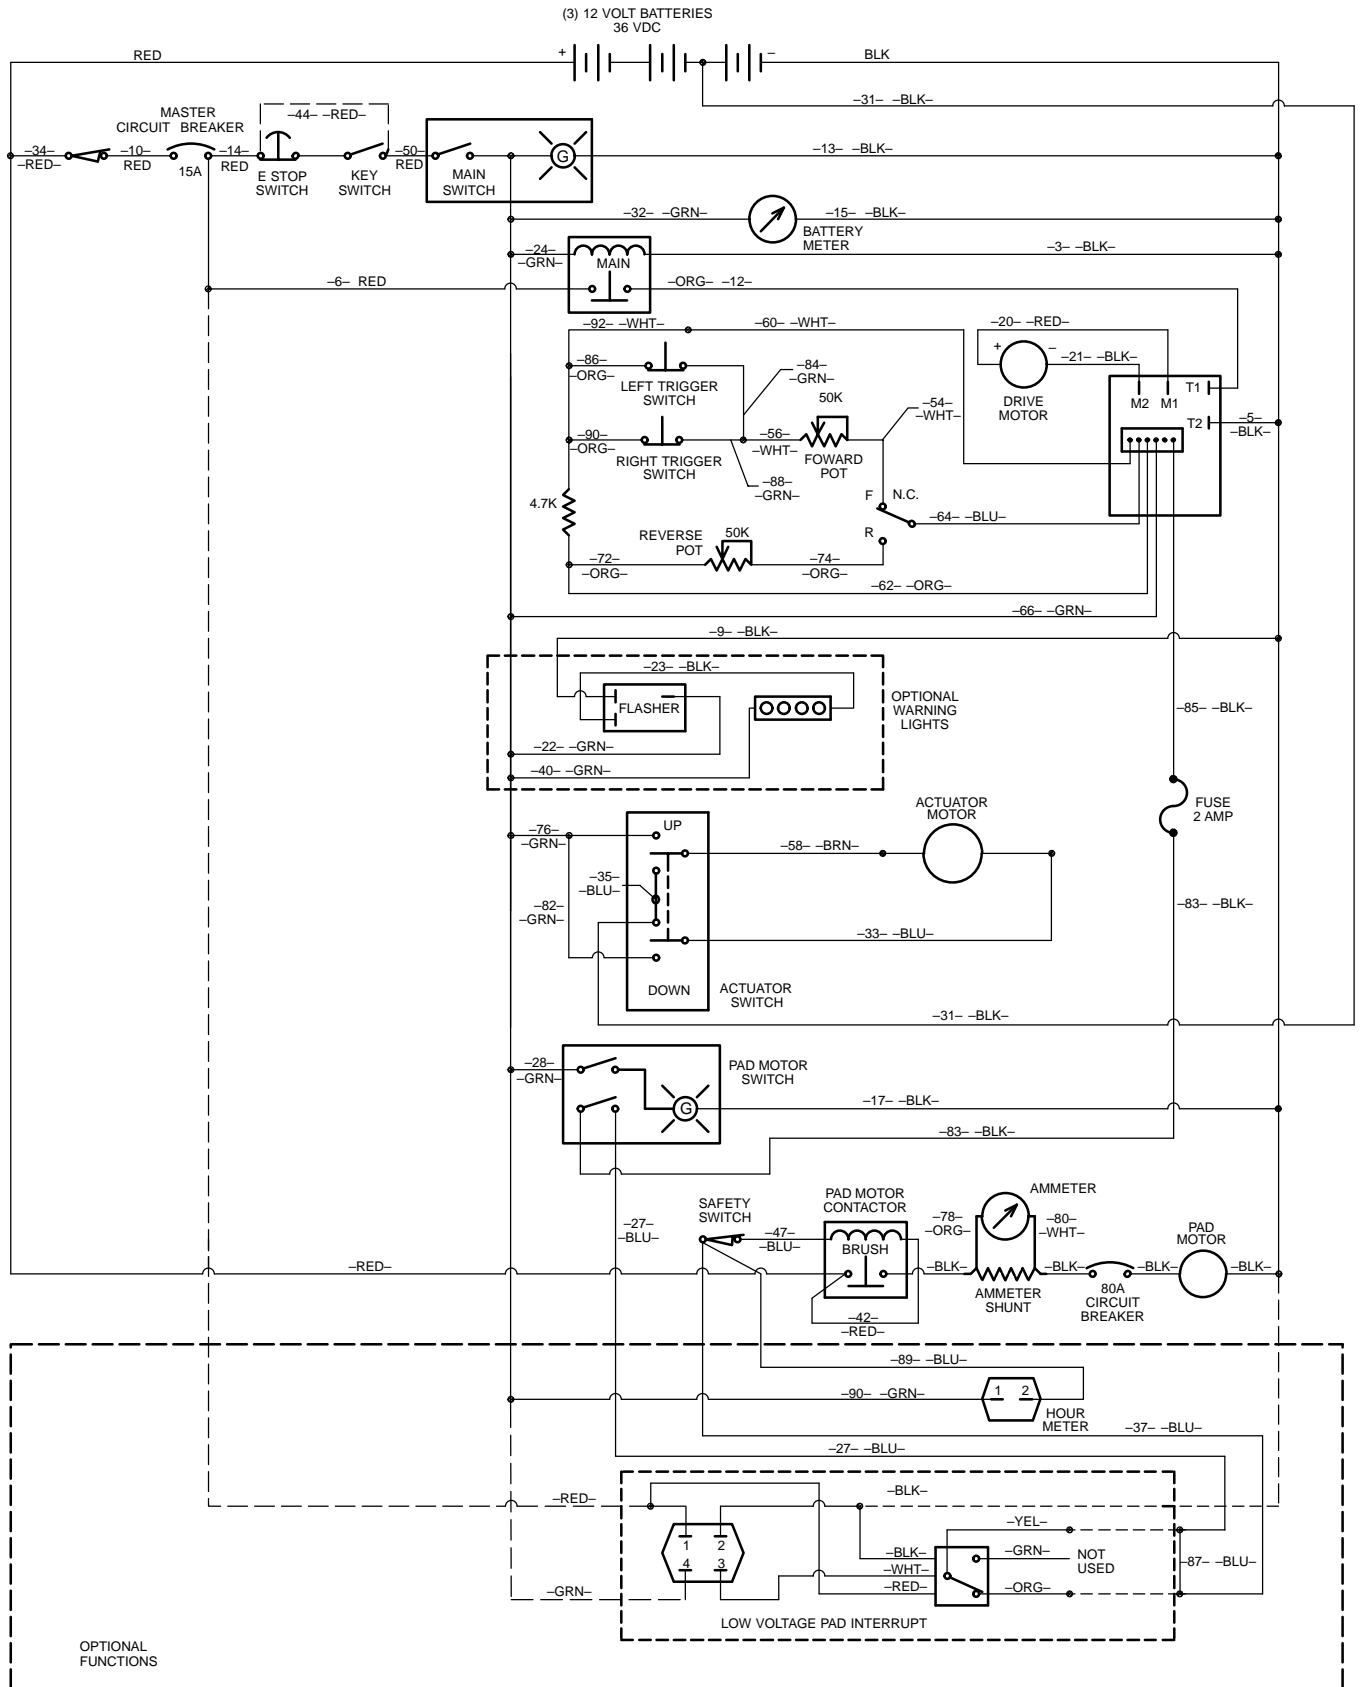 (3) 12 VOLT BATTERIES
36 VDC
+
–
RED
BLK
–31– –BLK–
MASTER
CIRCUIT BREAKER
–44– –RED–
–34–
–RED–
–10–
RED
15A
–14–
RED
E STOP
SWITCH
KEY
SWITCH
–50–
RED
MAIN
SWITCH
G
–13– –BLK–
–32– –GRN–
–15– –BLK–
BATTERY
METER
–24–
–GRN–
MAIN
–3– –BLK–
–6– RED
–ORG– –12–
–92– –WHT–
–60– –WHT–
–20– –RED–
+
–
–21– –BLK–
DRIVE
MOTOR
–86–
–ORG–
LEFT TRIGGER
SWITCH
–84–
–GRN–
50K
–54–
–WHT–
M2
M1
T1
T2
–5–
–BLK–
–90–
–ORG–
RIGHT TRIGGER
SWITCH
–56–
–WHT–
FOWARD
POT
–88–
–GRN–
4.7K
F
N.C.
R
–64– –BLU–
REVERSE
POT
50K
–72–
–ORG–
–74–
–ORG–
–62– –ORG–
–66– –GRN–
–9– –BLK–
–23– –BLK–
FLASHER
OPTIONAL
WARNING
LIGHTS
–85– –BLK–
–22– –GRN–
–40– –GRN–
FUSE
2 AMP
ACTUATOR
MOTOR
–76–
–GRN–
UP
–58– –BRN–
–35–
–BLU–
–82–
–GRN–
–83– –BLK–
–33– –BLU–
DOWN
ACTUATOR
SWITCH
–31– –BLK–
–28–
–GRN–
PAD MOTOR
SWITCH
G
–17– –BLK–
–83– –BLK–
–27–
–BLU–
SAFETY
SWITCH
–47–
–BLU–
PAD MOTOR
CONTACTOR
BRUSH
–78–
–ORG–
AMMETER
–80–
–WHT–
PAD
MOTOR
–RED–
–BLK–
AMMETER
SHUNT
–BLK–
80A
CIRCUIT
BREAKER
–BLK–
–BLK–
–42–
–RED–
–89– –BLU–
–90– –GRN–
1
2
HOUR
METER
–37– –BLU–
–27– –BLU–
–RED–
–BLK–
1
2
4
3
–YEL–
–BLK–
–WHT–
–RED–
–GRN–
NOT
USED
–ORG–
–87– –BLU–
–GRN–
LOW VOLTAGE PAD INTERRUPT
OPTIONAL
FUNCTIONS